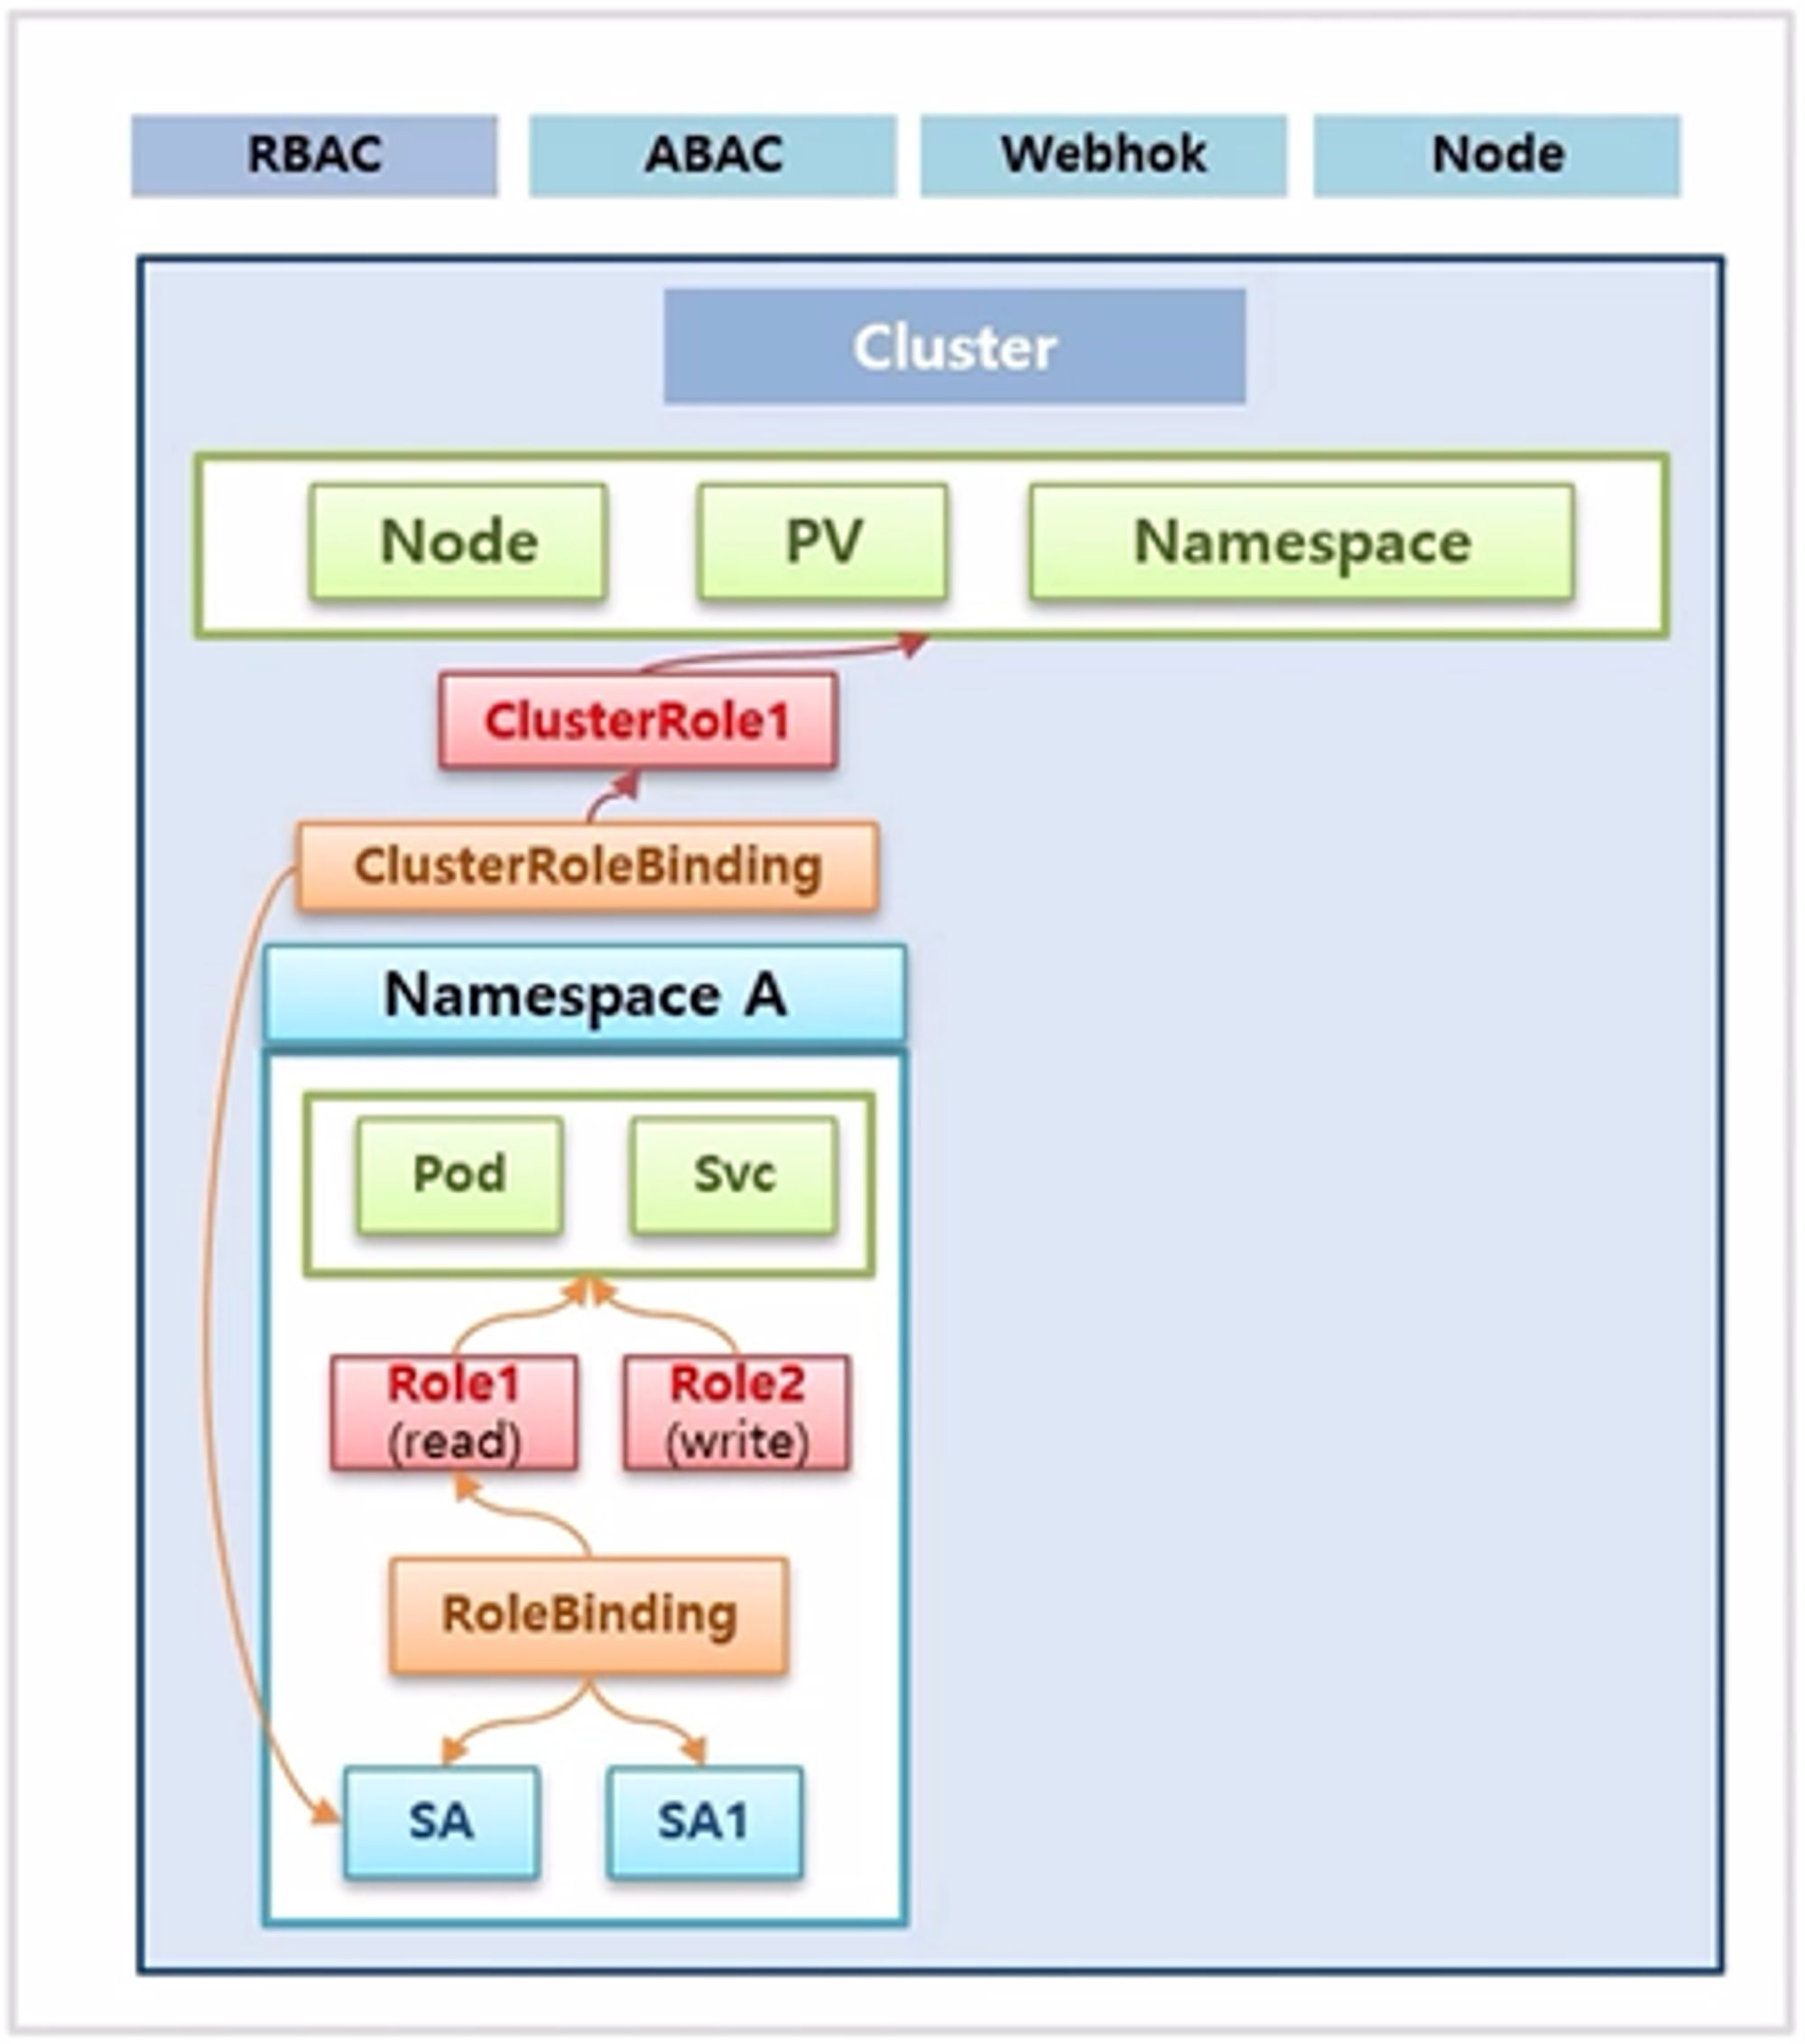 RBAC
ABAC
Webhok
Node
Cluster
Node
PV
Namespace
ClusterRole1
ClusterRoleBinding
Namespace A
Pod
Svc
Role1
(read)
Role2
(write)
RoleBinding
SA
SA1